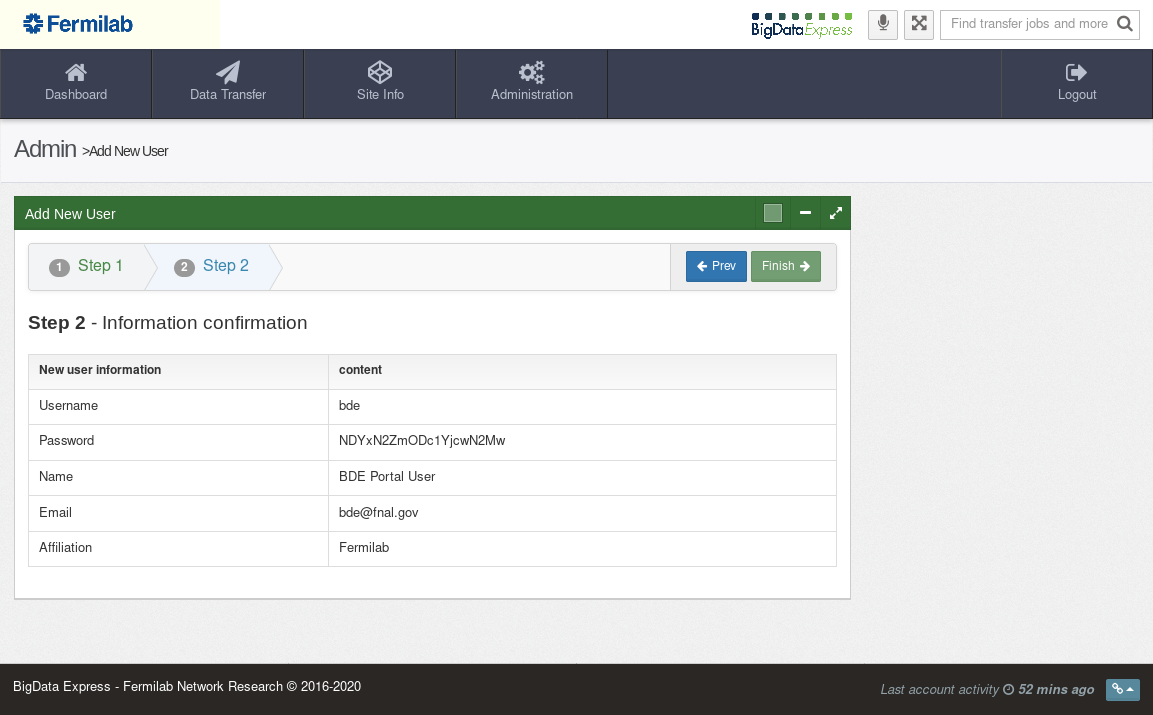 Fermilab
BigDataExpress
Find transfer jobs and more
Dashboard
Data Transfer
Site Info
Administration
Logout
Admin >Add New User
Add New User
1 Step 1
2 Step 2
Prev
Finish
Step 2 - Information confirmation
New user information content
Username bde
Password NDYxN2ZmODc1YjcwN2Mw
Name BDE Portal User
Email bde@fnal.gov
Affiliation Fermilab
BigData Express - Fermilab Network Research © 2016-2020
Last account activity 52 mins ago